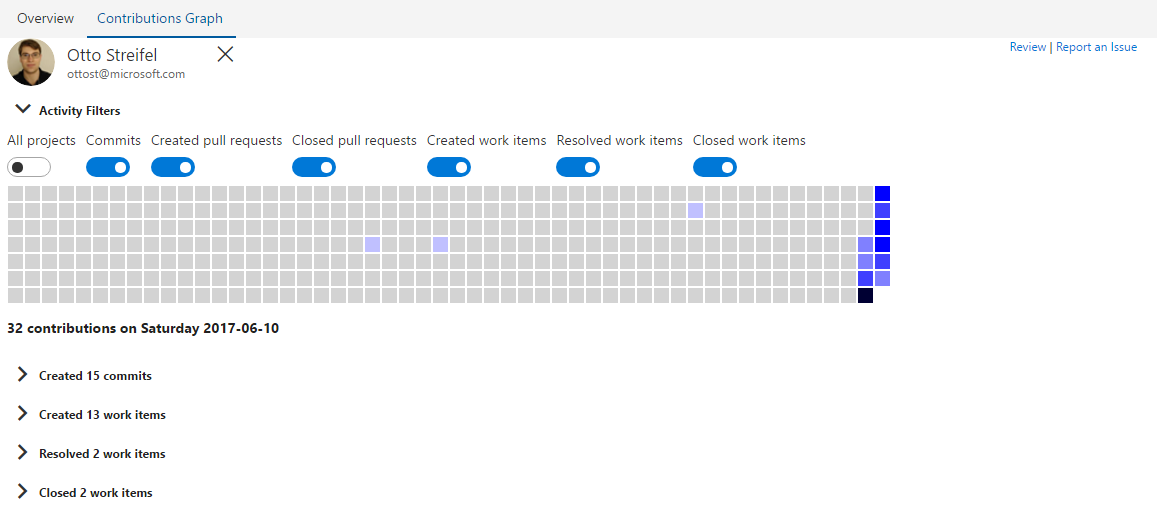 Overview Contributions Graph
Otto Streifel
ottost@microsoft.com
Review | Report an Issue
Activity Filters
All projects Commits Created pull requests Closed pull requests Created work items Resolved work items Closed work items
32 contributions on Saturday 2017-06-10
Created 15 commits
Created 13 work items
Resolved 2 work items
Closed 2 work items